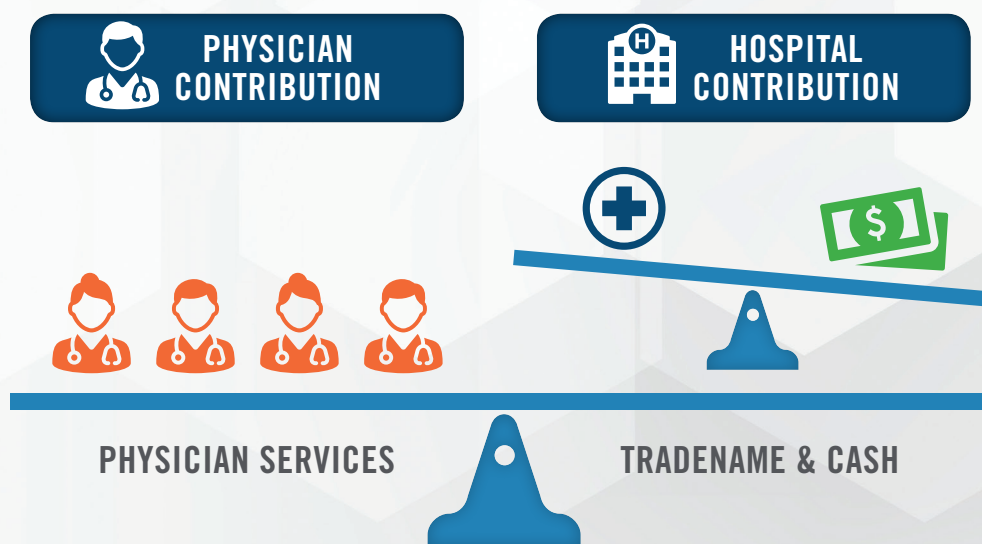 PHYSICIAN
CONTRIBUTION
H
HOSPITAL
CONTRIBUTION
$
PHYSICIAN SERVICES
TRADENAME & CASH